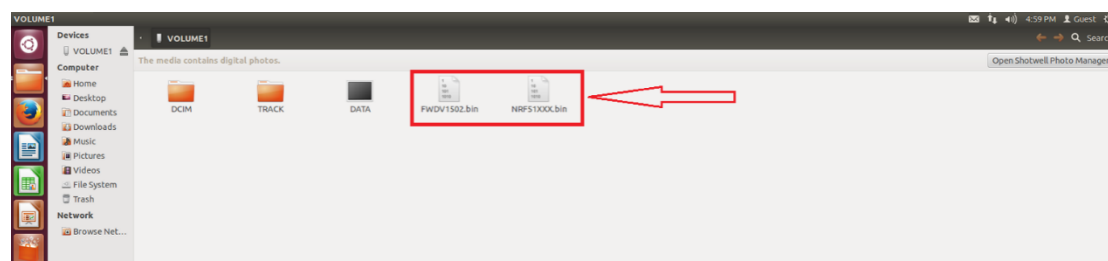 VOLUME1
4:59 PM Guest
Devices
VOLUME1
Computer
Home
Desktop
Documents
Downloads
Music
Pictures
Videos
File System
Trash
Network
Browse Net...
VOLUME1
Searc
The media contains digital photos.
Open Shotwell Photo Manager
DCIM
TRACK
DATA
FWDV1502.bin
NRF51XXX.bin